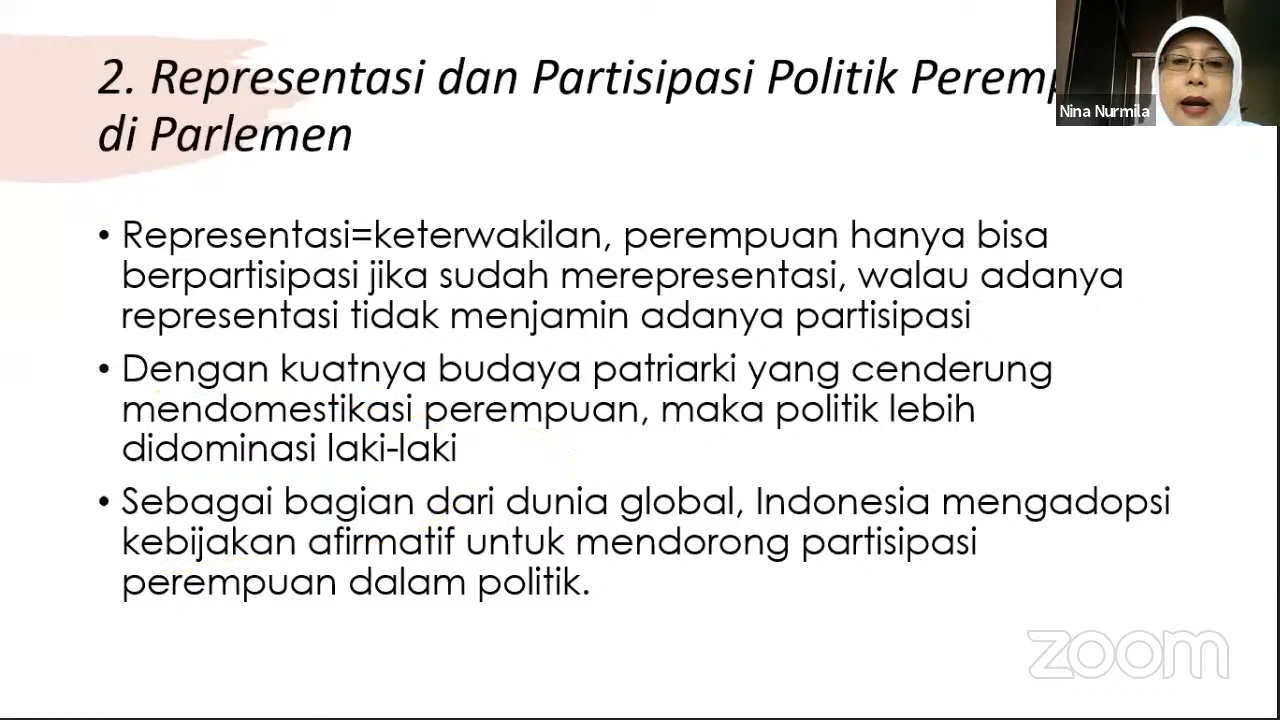 2. Representasi dan Partisipasi Politik
di Parlemen
Nina Nurmila
• Representasi=keterwakilan, perempuan hanya bisa
berpartisipasi jika sudah merepresentasi, walau adanya
representasi tidak menjamin adanya partisipasi
• Dengan kuatnya budaya patriarki yang cenderung
mendomestikasi perempuan, maka politik lebih
didominasi laki-laki
• Sebagai bagian dari dunia global, Indonesia mengadopsi
kebijakan afirmatif untuk mendorong partisipasi
perempuan dalam politik.
zoom